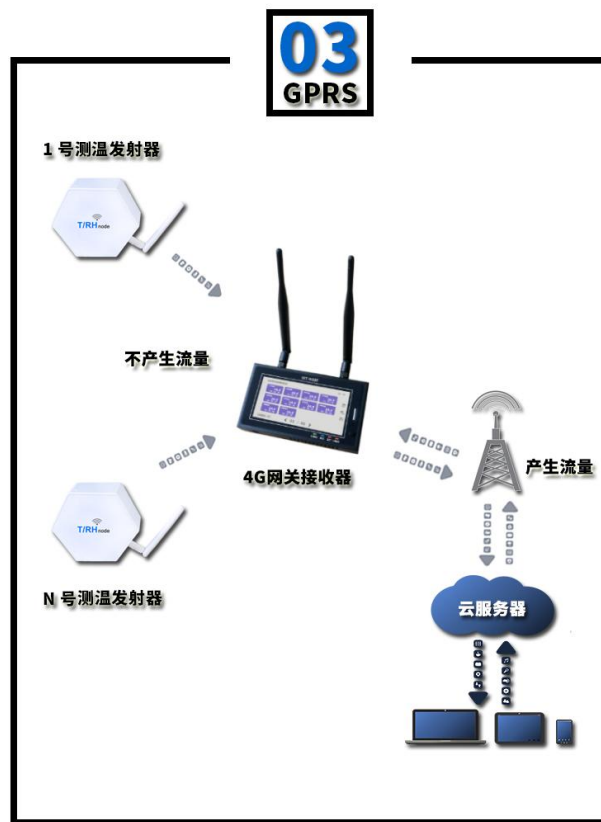 03
GPRS
1 号测温发射器
T/RH node
不产生流量
4G网关接收器
产生流量
T/RH node
N 号测温发射器
云服务器